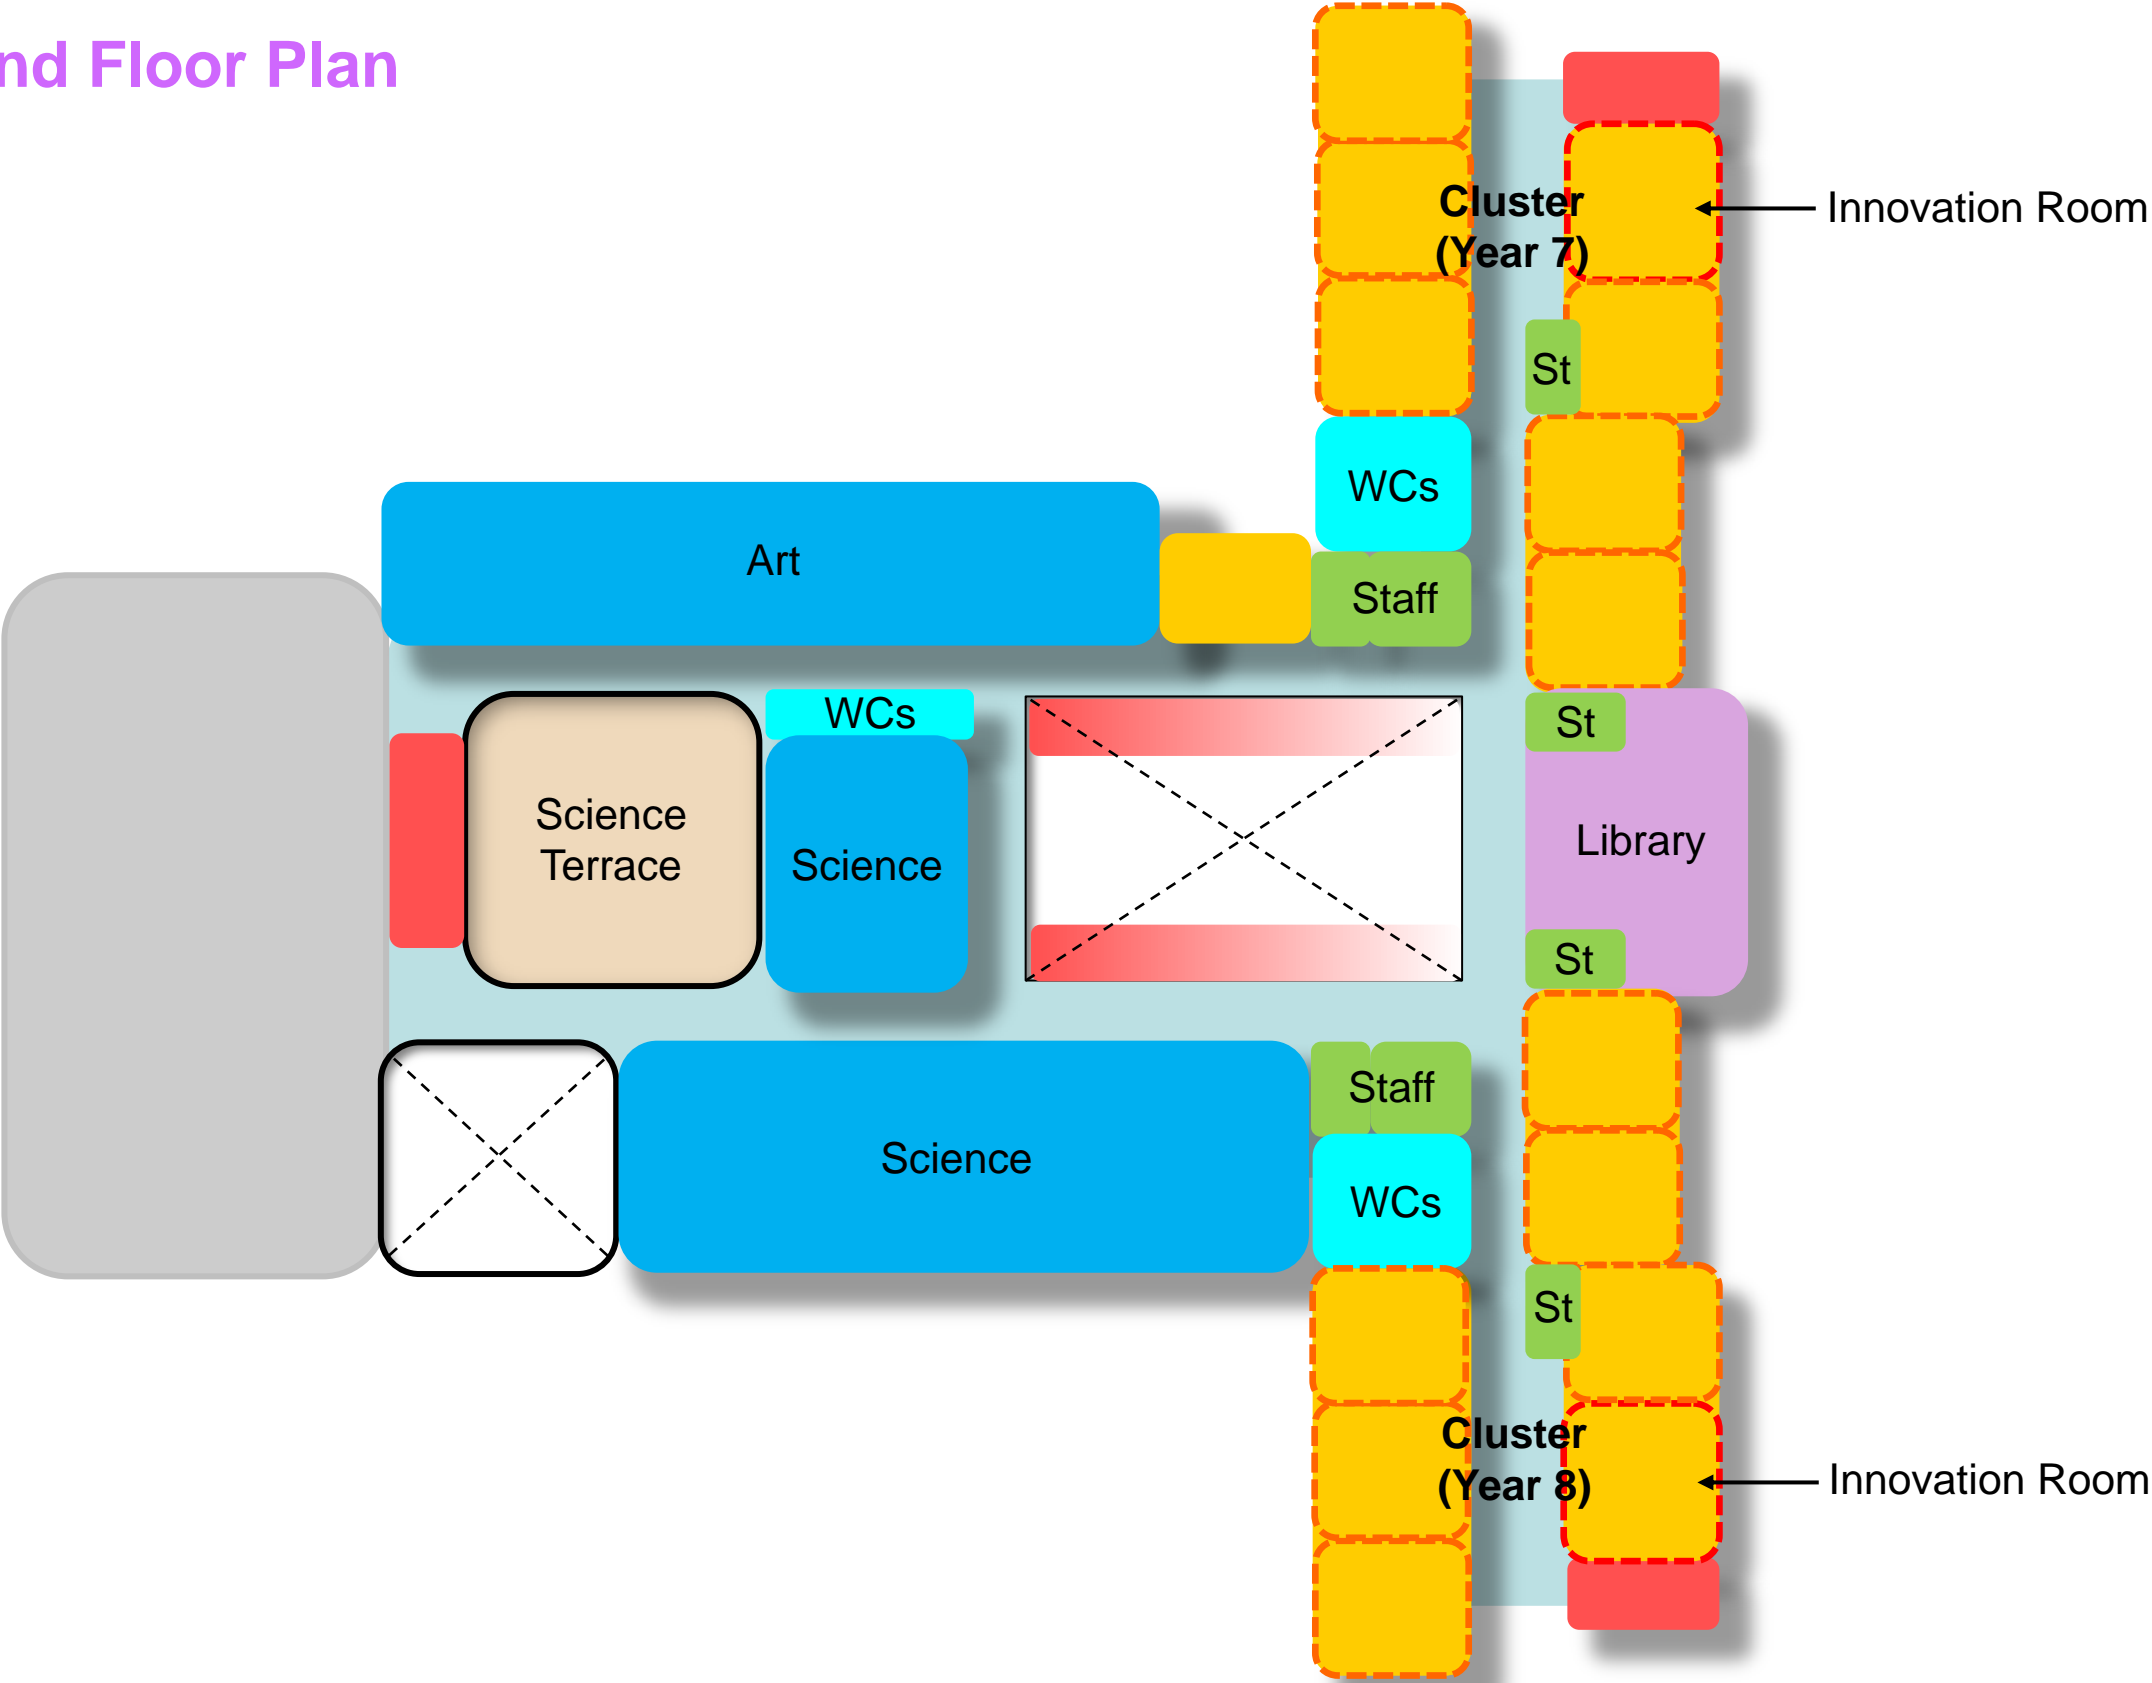 nd Floor Plan
Cluster
(Year 7)
Innovation Room
St
WCs
Art
Staff
WCs
St
Science
Terrace
Science
Library
St
Staff
Science
WCs
St
Cluster
(Year 8)
Innovation Room